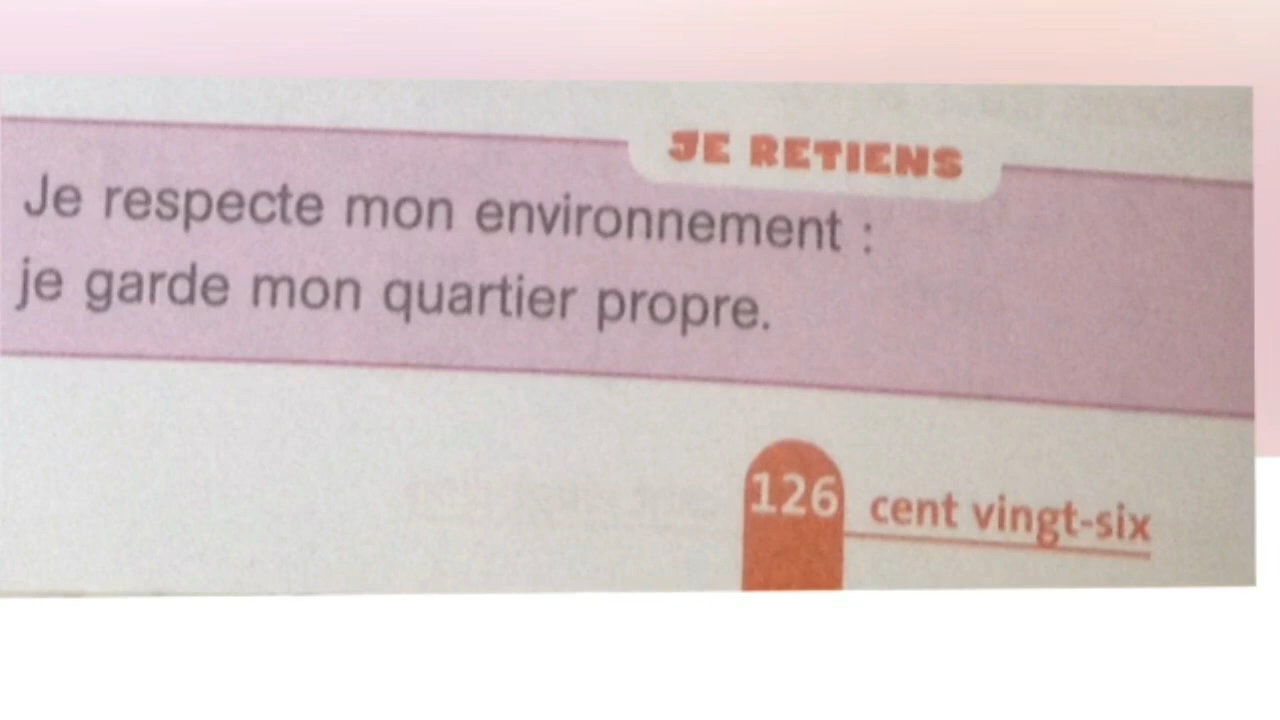 JE RETIENS
Je respecte mon environnement :
je garde mon quartier propre.
126 cent vingt-six